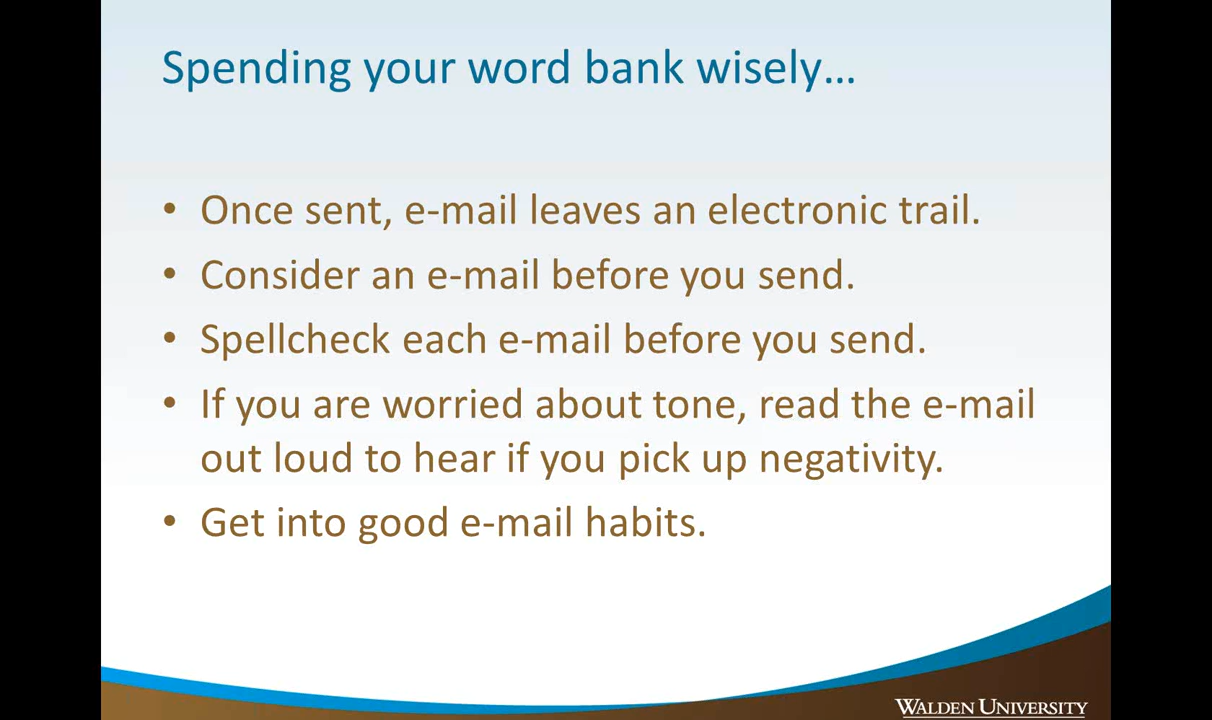 Spending your word bank wisely…
• Once sent, e-mail leaves an electronic trail.
• Consider an e-mail before you send.
• Spellcheck each e-mail before you send.
• If you are worried about tone, read the e-mail
out loud to hear if you pick up negativity.
• Get into good e-mail habits.
WALDEN UNIVERSITY